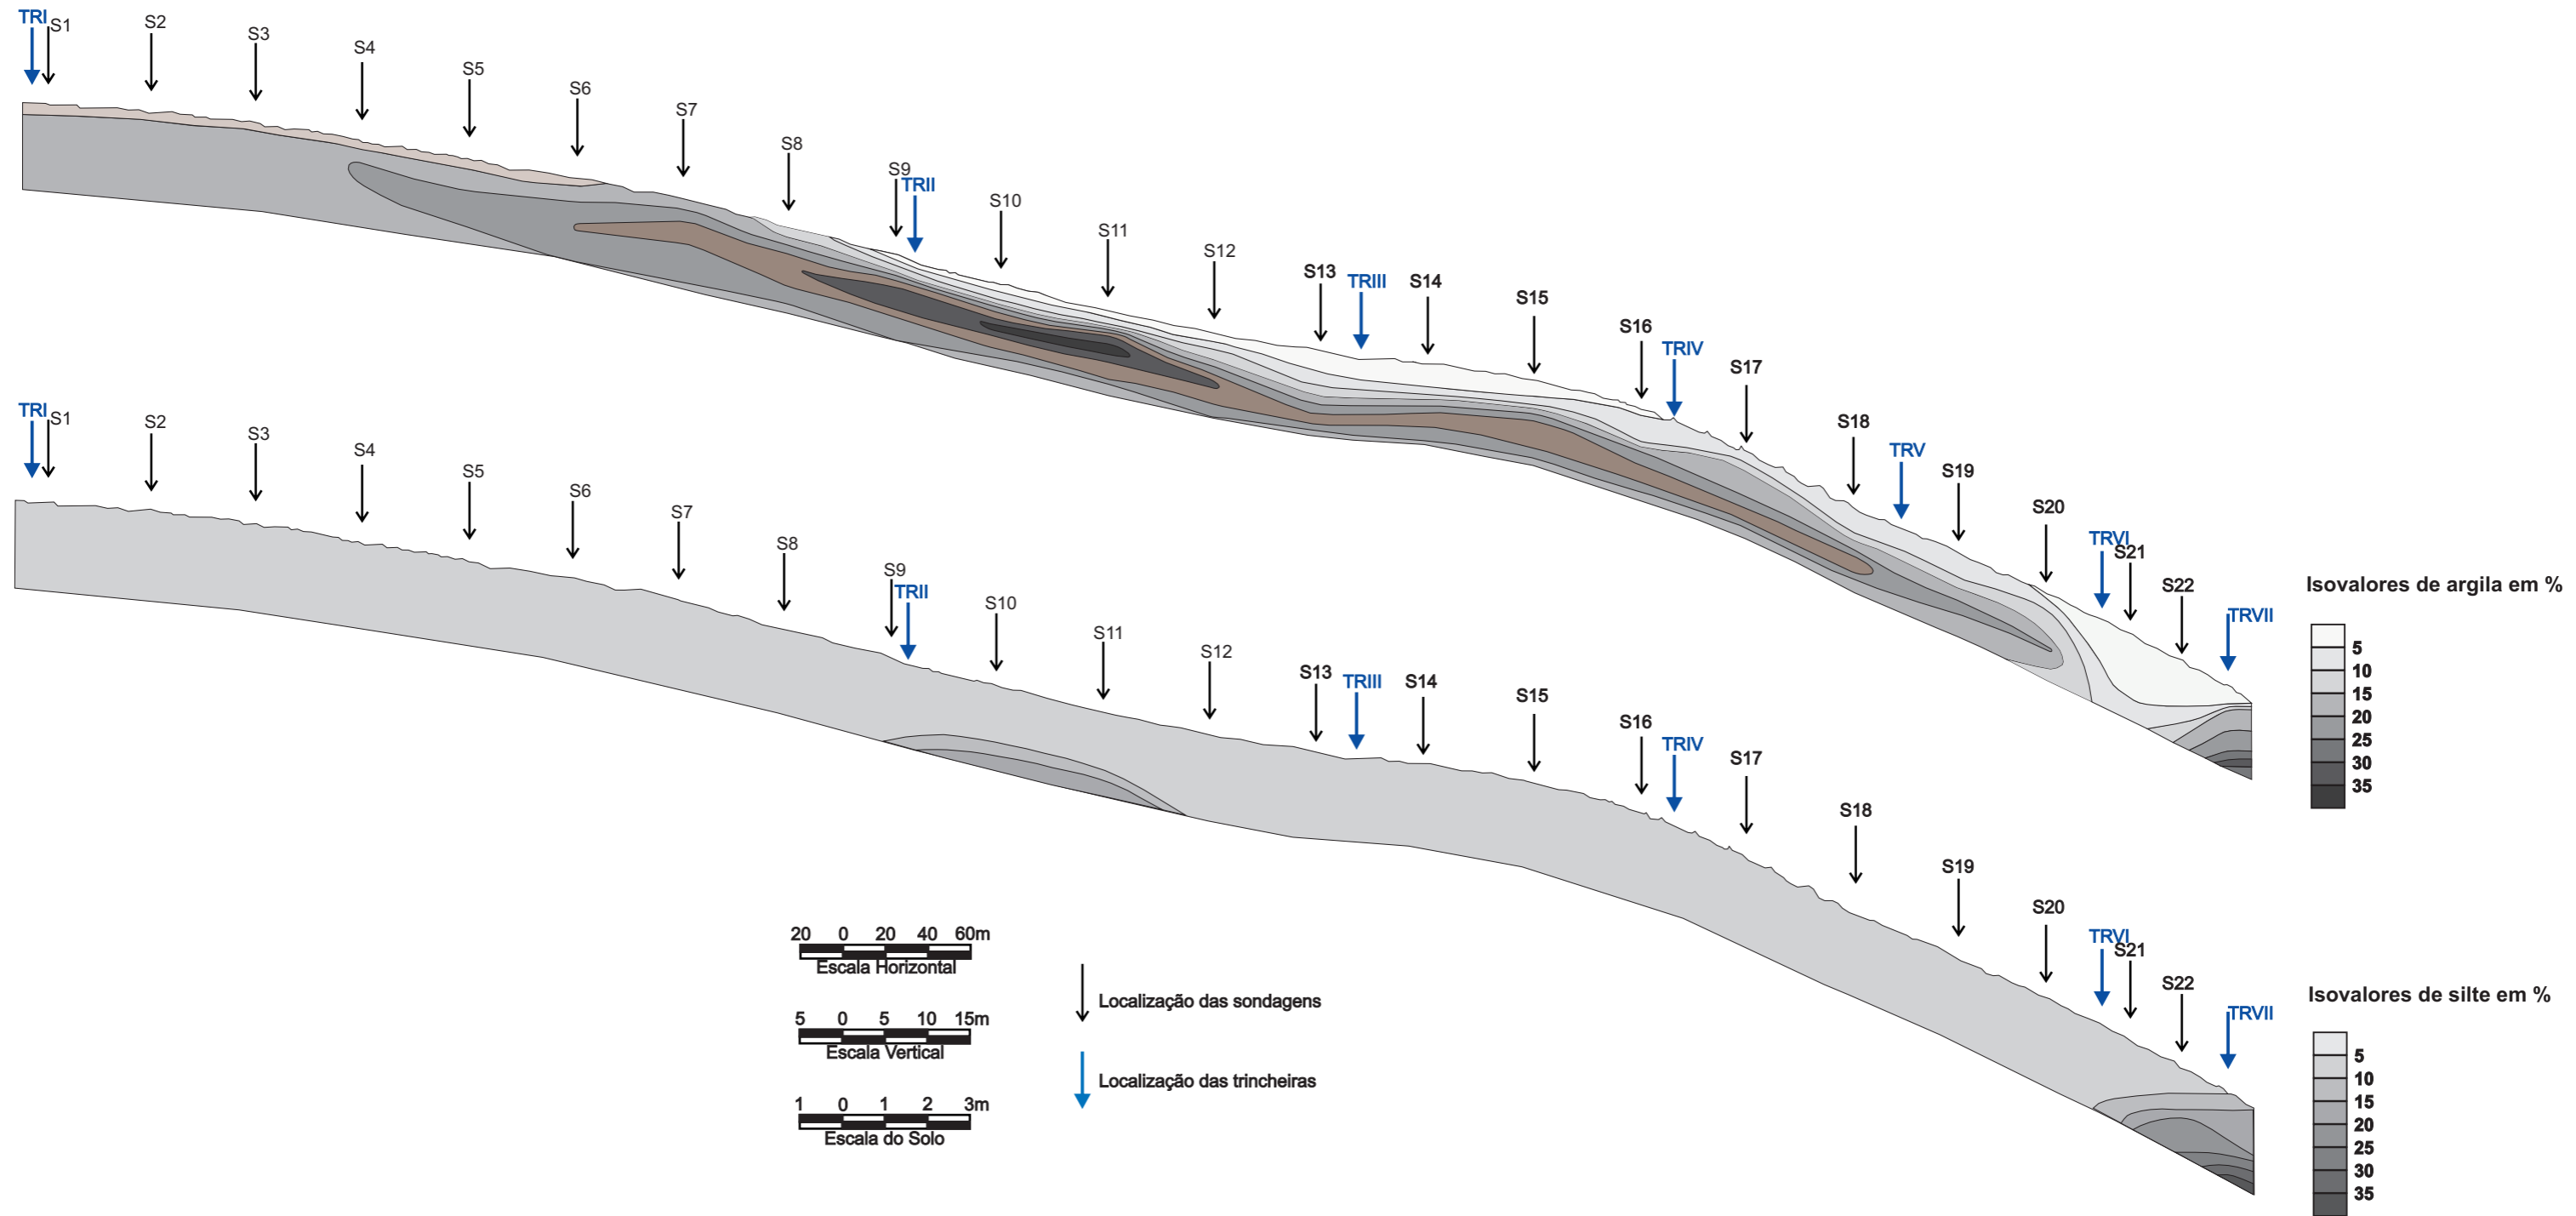 TRI S1 S2 S3 S4 S5 S6 S7 S8 S9 TRII S10 S11 S12 S13 TRIII S14 S15 S16 TRIV S17 S18 TRV S19 S20 TRVI S21 S22 TRVII
Isovalores de argila em %
5
10
15
20
25
30
35
TRI S1 S2 S3 S4 S5 S6 S7 S8 S9 TRII S10 S11 S12 S13 TRIII S14 S15 S16 TRIV S17 S18 S19 S20 TRVI S21 S22 TRVII
Isovalores de silte em %
5
10
15
20
25
30
35
20 0 20 40 60m
Escala Horizontal
5 0 5 10 15m
Escala Vertical
1 0 1 2 3m
Escala do Solo
Localização das sondagens
Localização das trincheiras